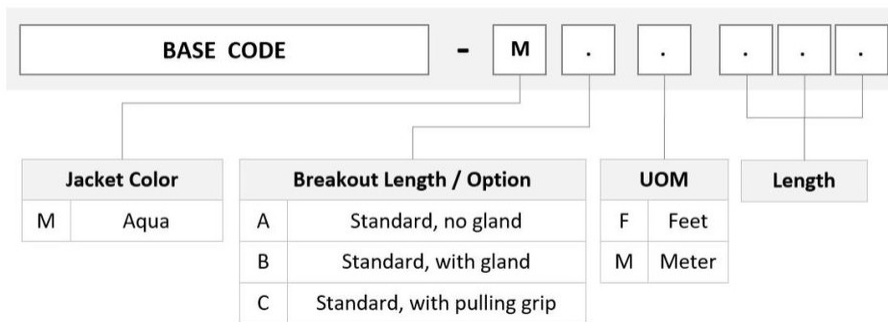 BASE CODE - M . . . . .
Jacket Color Breakout Length / Option UOM Length
M Aqua A Standard, no gland F Feet
B Standard, with gland M Meter
C Standard, with pulling grip